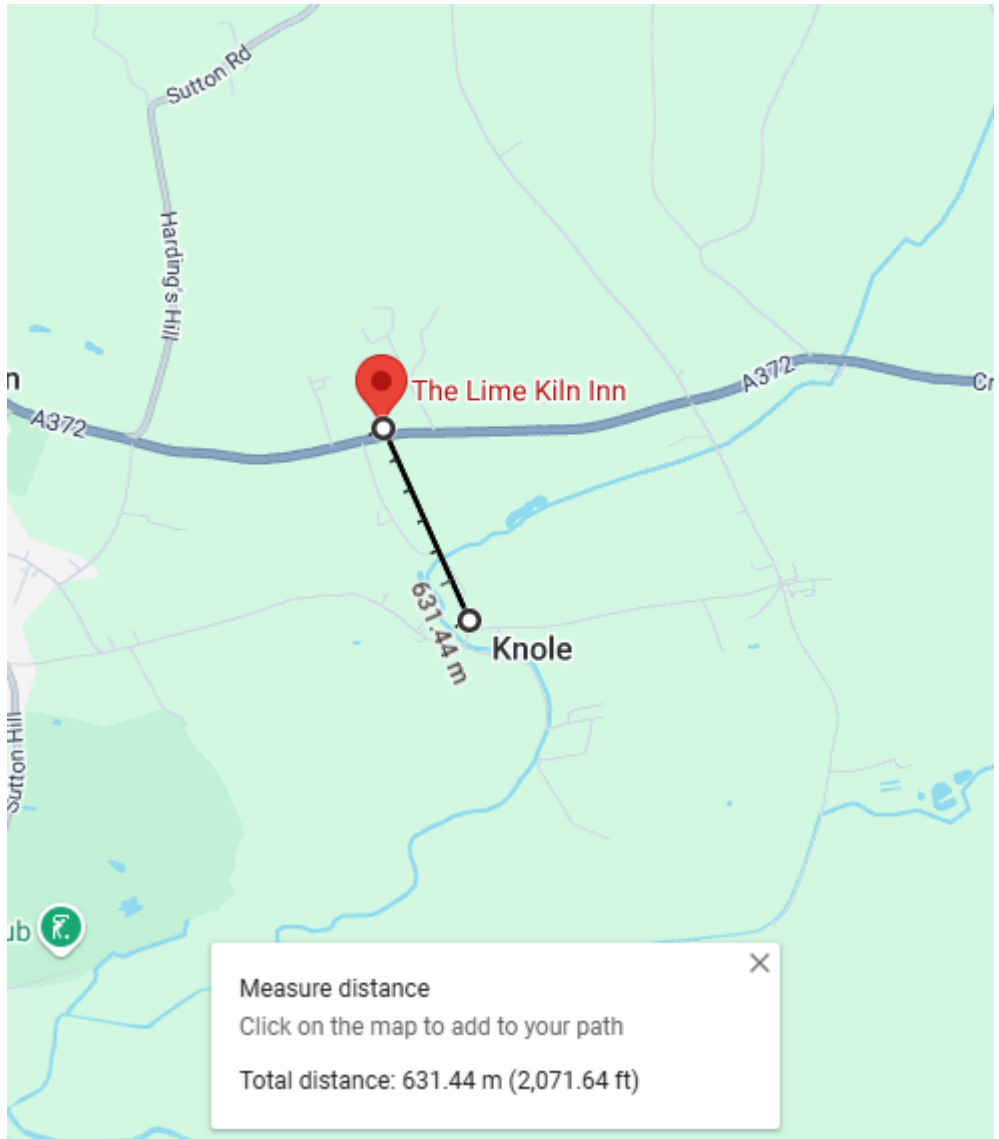 Sutton Rd
Harding's Hill
n
The Lime Kiln Inn
A372
Cr
A372
631.44 m
Knole
Sutton Hill
ub
Measure distance
Click on the map to add to your path
Total distance: 631.44 m (2,071.64 ft)